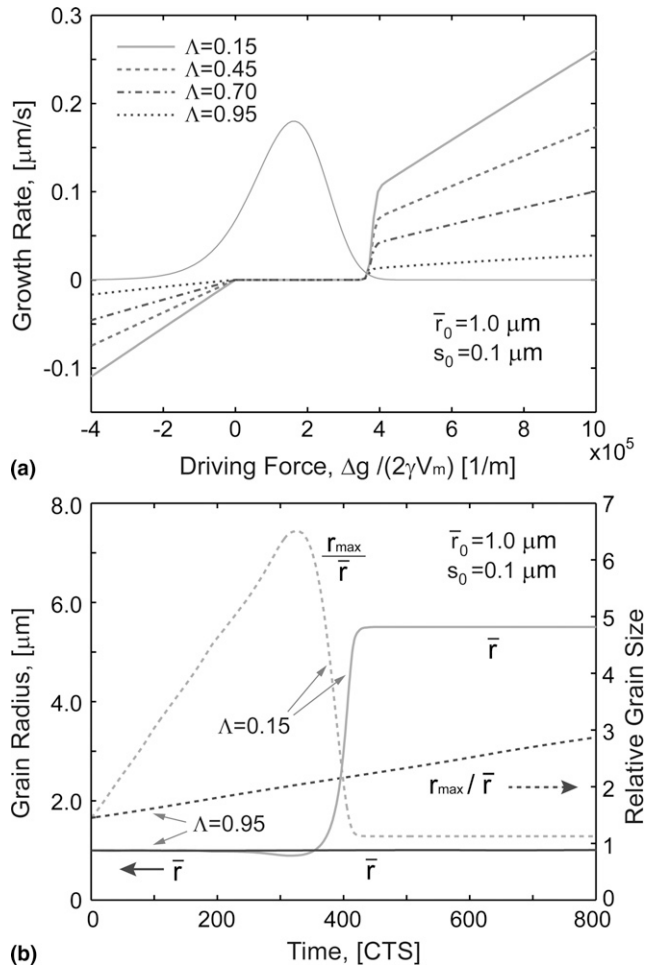 0.3
0.2
0.1
0
-0.1
Growth Rate, [μm/s]
Λ=0.15
Λ=0.45
Λ=0.70
Λ=0.95
r̄₀=1.0 μm
s₀=0.1 μm
-4 -2 0 2 4 6 8 10
×10⁵
(a) Driving Force, Δg/(2γVₘ) [1/m]
8.0
6.0
4.0
2.0
1.0
0
Grain Radius, [μm]
7
6
5
4
3
2
1
0
Relative Grain Size
rmax
r̄
r̄₀=1.0 μm
s₀=0.1 μm
r̄
Λ=0.15
rmax / r̄
Λ=0.95
r̄
r̄
0 200 400 600 800
(b) Time, [CTS]